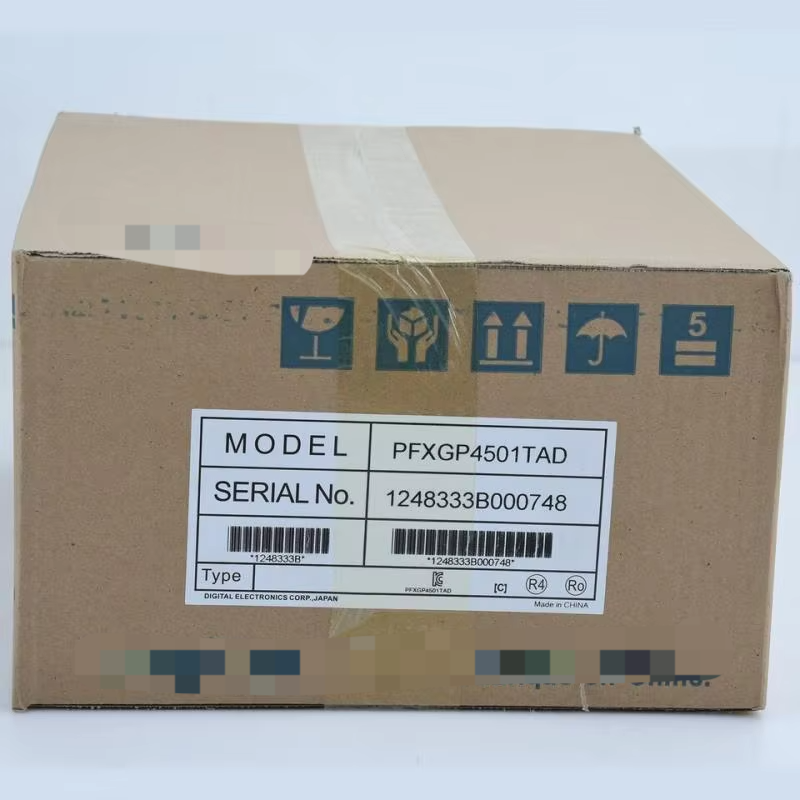 5
MODEL PFXGP4501TAD
SERIAL No. 1248333B000748
*1248333B* *1248333B000748*
Type PFXGP4501TAD [C] R4 Ro
DIGITAL ELECTRONICS CORP.,JAPAN Made in CHINA